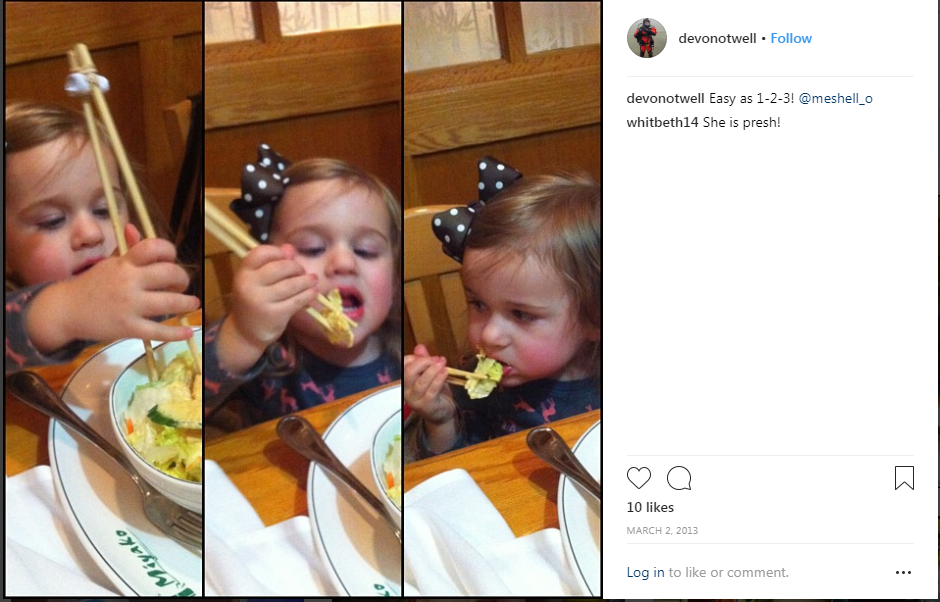 devonotwell • Follow
devonotwell Easy as 1-2-3! @meshell_o
whitbeth14 She is presh!
10 likes
MARCH 2, 2013
Log in to like or comment.
Miyako